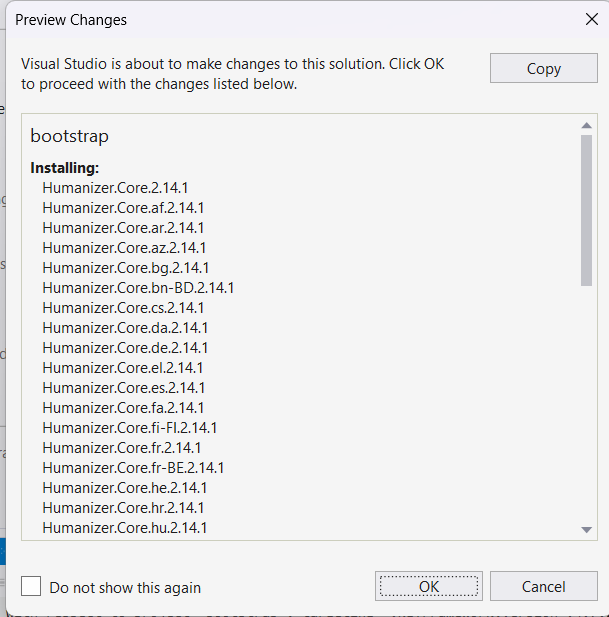 Preview Changes
Visual Studio is about to make changes to this solution. Click OK
to proceed with the changes listed below.
Copy
bootstrap
Installing:
Humanizer.Core.2.14.1
Humanizer.Core.af.2.14.1
Humanizer.Core.ar.2.14.1
Humanizer.Core.az.2.14.1
Humanizer.Core.bg.2.14.1
Humanizer.Core.bn-BD.2.14.1
Humanizer.Core.cs.2.14.1
Humanizer.Core.da.2.14.1
Humanizer.Core.de.2.14.1
Humanizer.Core.el.2.14.1
Humanizer.Core.es.2.14.1
Humanizer.Core.fa.2.14.1
Humanizer.Core.fi-FI.2.14.1
Humanizer.Core.fr.2.14.1
Humanizer.Core.fr-BE.2.14.1
Humanizer.Core.he.2.14.1
Humanizer.Core.hr.2.14.1
Humanizer.Core.hu.2.14.1
Do not show this again
OK
Cancel